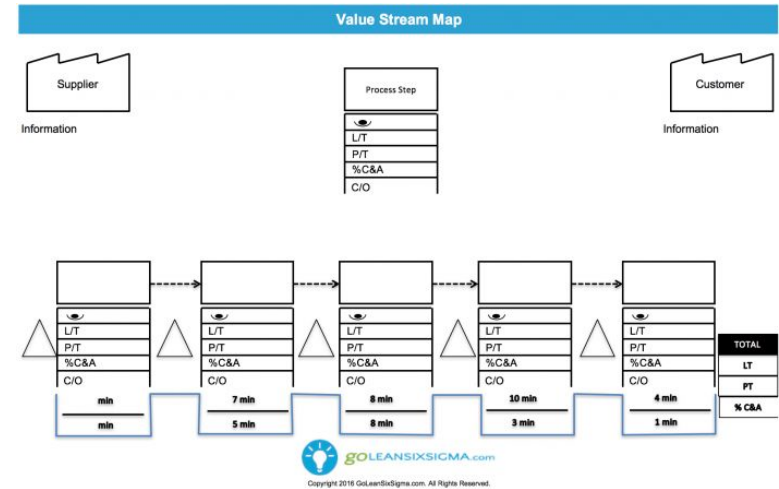 Value Stream Map
Supplier
Information
Process Step
L/T
P/T
%C&A
C/O
Customer
Information
L/T
P/T
%C&A
C/O
L/T
P/T
%C&A
C/O
L/T
P/T
%C&A
C/O
L/T
P/T
%C&A
C/O
L/T
P/T
%C&A
C/O
TOTAL
LT
PT
% C&A
min
min
7 min
5 min
8 min
8 min
10 min
3 min
4 min
1 min
goLEANSIXSIGMA.com
Copyright 2016 GoLeanSixSigma.com. All Rights Reserved.